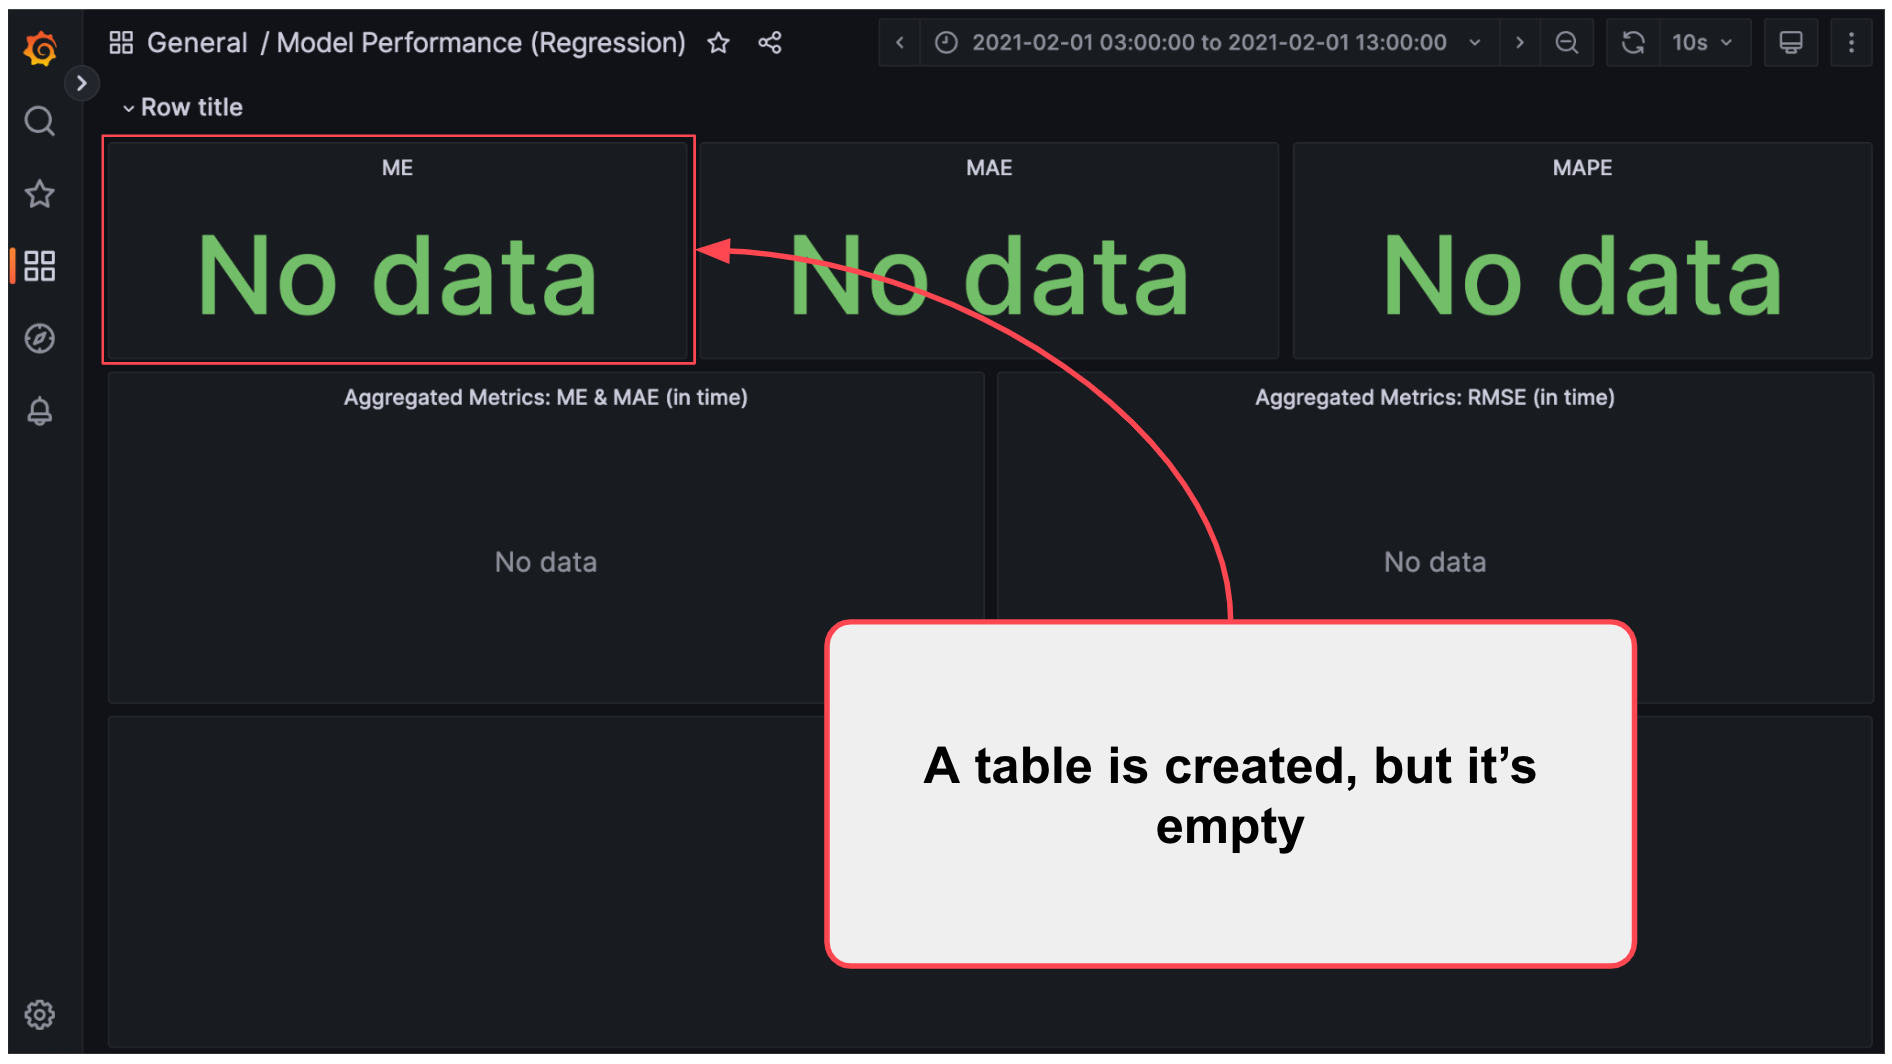 General / Model Performance (Regression)
2021-02-01 03:00:00 to 2021-02-01 13:00:00
10s
Row title
ME
MAE
MAPE
No data
No data
No data
Aggregated Metrics: ME & MAE (in time)
Aggregated Metrics: RMSE (in time)
No data
No data
A table is created, but it’s
empty